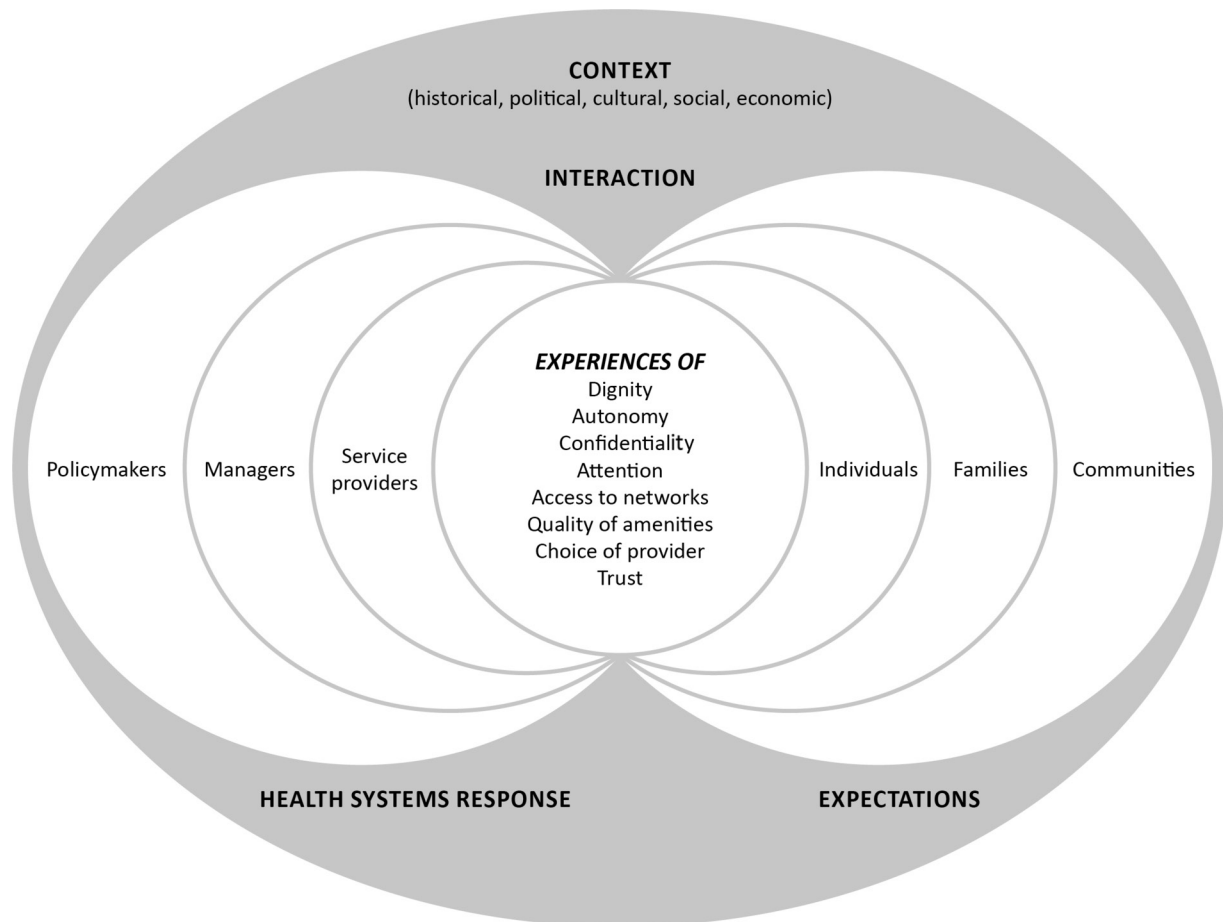 CONTEXT
(historical, political, cultural, social, economic)
INTERACTION
EXPERIENCES OF
Dignity
Autonomy
Confidentiality
Attention
Access to networks
Quality of amenities
Choice of provider
Trust
Policymakers
Managers
Service
providers
Individuals
Families
Communities
HEALTH SYSTEMS RESPONSE
EXPECTATIONS